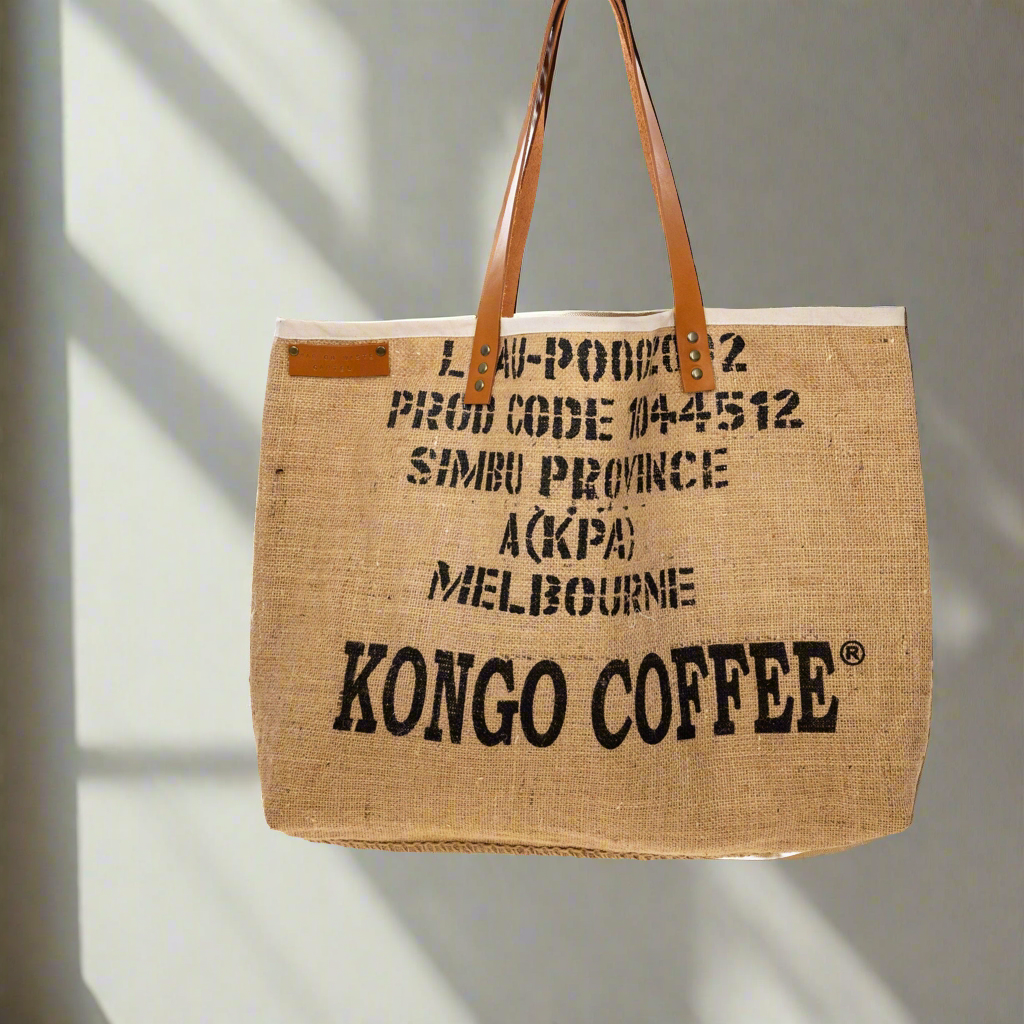 PROD CODE 1044512
SIMBU PROVINCE
A(KPA)
MELBOURNE
KONGO COFFEE®